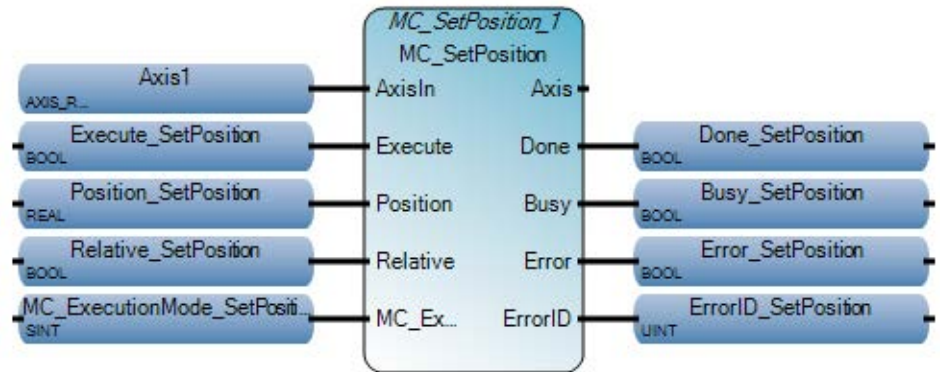 MC_SetPosition_1
MC_SetPosition
Axis1
AXIS_R...
AxisIn
Axis
Execute_SetPosition
BOOL
Execute
Done
Done_SetPosition
BOOL
Position_SetPosition
REAL
Position
Busy
Busy_SetPosition
BOOL
Relative_SetPosition
BOOL
Relative
Error
Error_SetPosition
BOOL
MC_ExecutionMode_SetPositi...
SINT
MC_Ex...
ErrorID
ErrorID_SetPosition
UINT